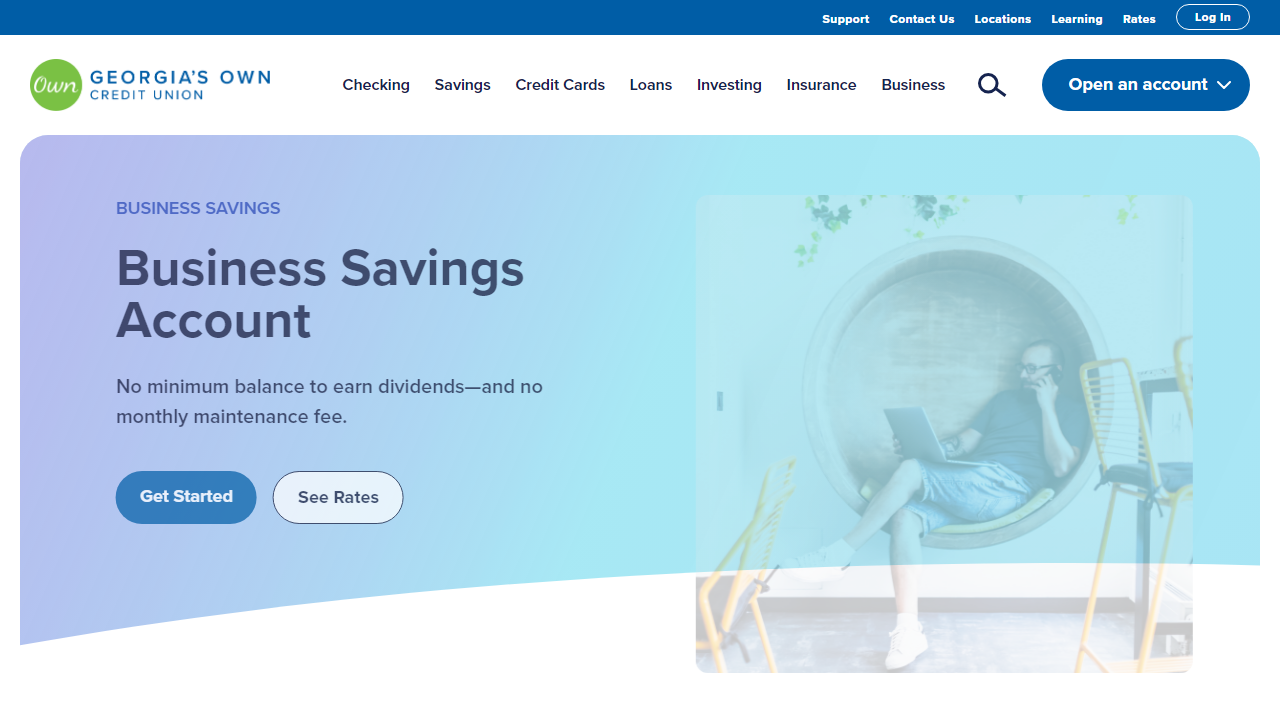 Support Contact Us Locations Learning Rates Log In
Own GEORGIA'S OWN
CREDIT UNION
Checking Savings Credit Cards Loans Investing Insurance Business Open an account
BUSINESS SAVINGS
Business Savings
Account
No minimum balance to earn dividends—and no
monthly maintenance fee.
Get Started See Rates